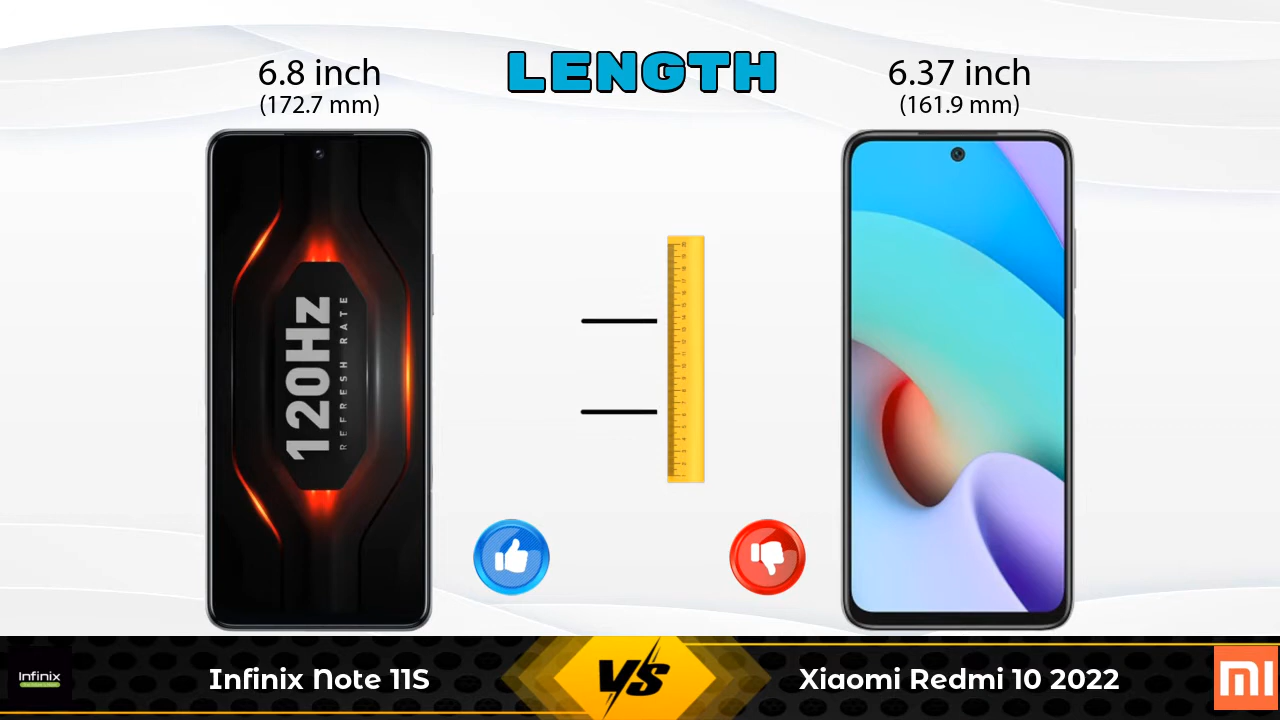 LENGTH
6.8 inch
(172.7 mm)
6.37 inch
(161.9 mm)
120Hz
REFRESH RATE
Infinix
Infinix Note 11S
VS
Xiaomi Redmi 10 2022
MI